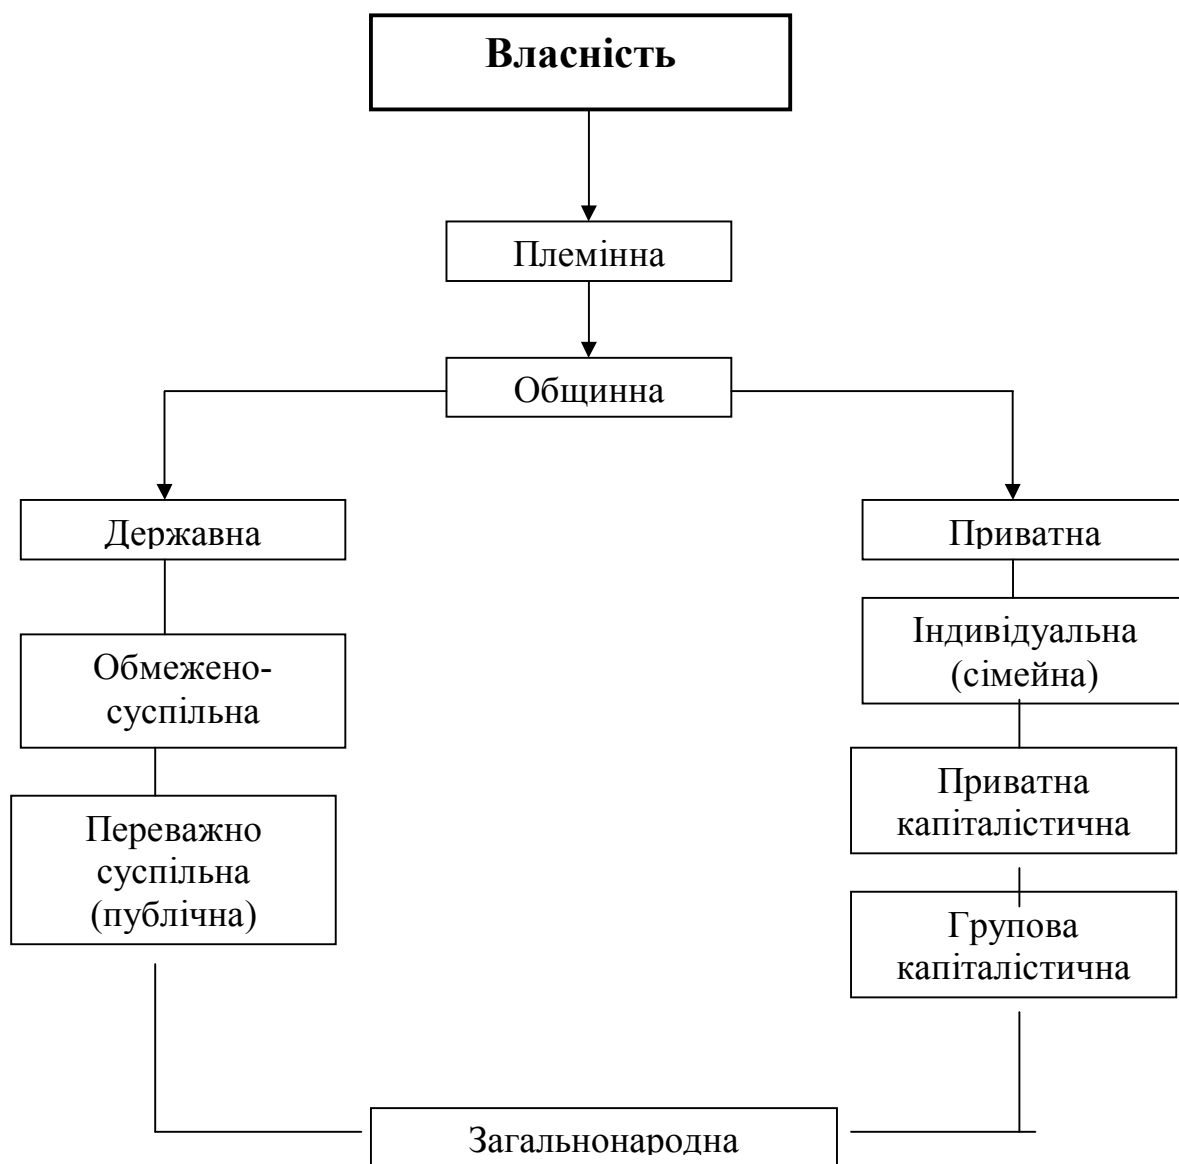 Власність
Племінна
Общинна
Державна
Приватна
Обмежено-
суспільна
Індивідуальна
(сімейна)
Переважно
суспільна
(публічна)
Приватна
капіталістична
Групова
капіталістична
Загальнонародна